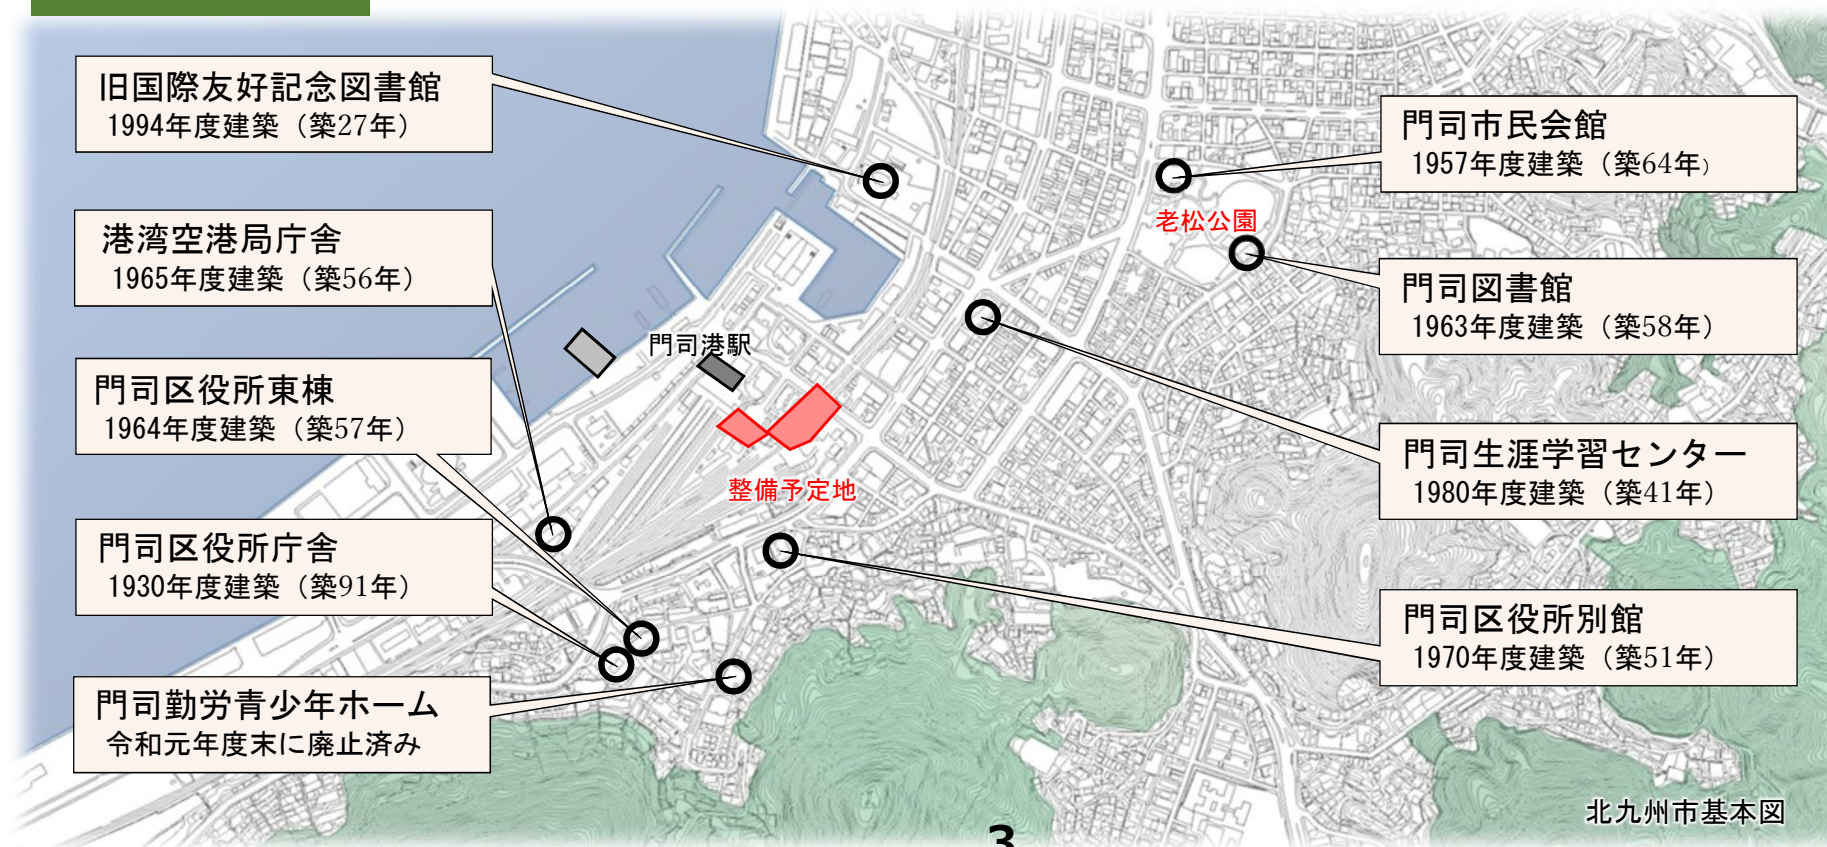 旧国際友好記念図書館
1994年度建築（築27年）
港湾空港局庁舎
1965年度建築（築56年）
門司区役所東棟
1964年度建築（築57年）
門司区役所庁舎
1930年度建築（築91年）
門司勤労青少年ホーム
令和元年度末に廃止済み
門司港駅
整備予定地
老松公園
門司市民会館
1957年度建築（築64年）
門司図書館
1963年度建築（築58年）
門司生涯学習センター
1980年度建築（築41年）
門司区役所別館
1970年度建築（築51年）
北九州市基本図
3